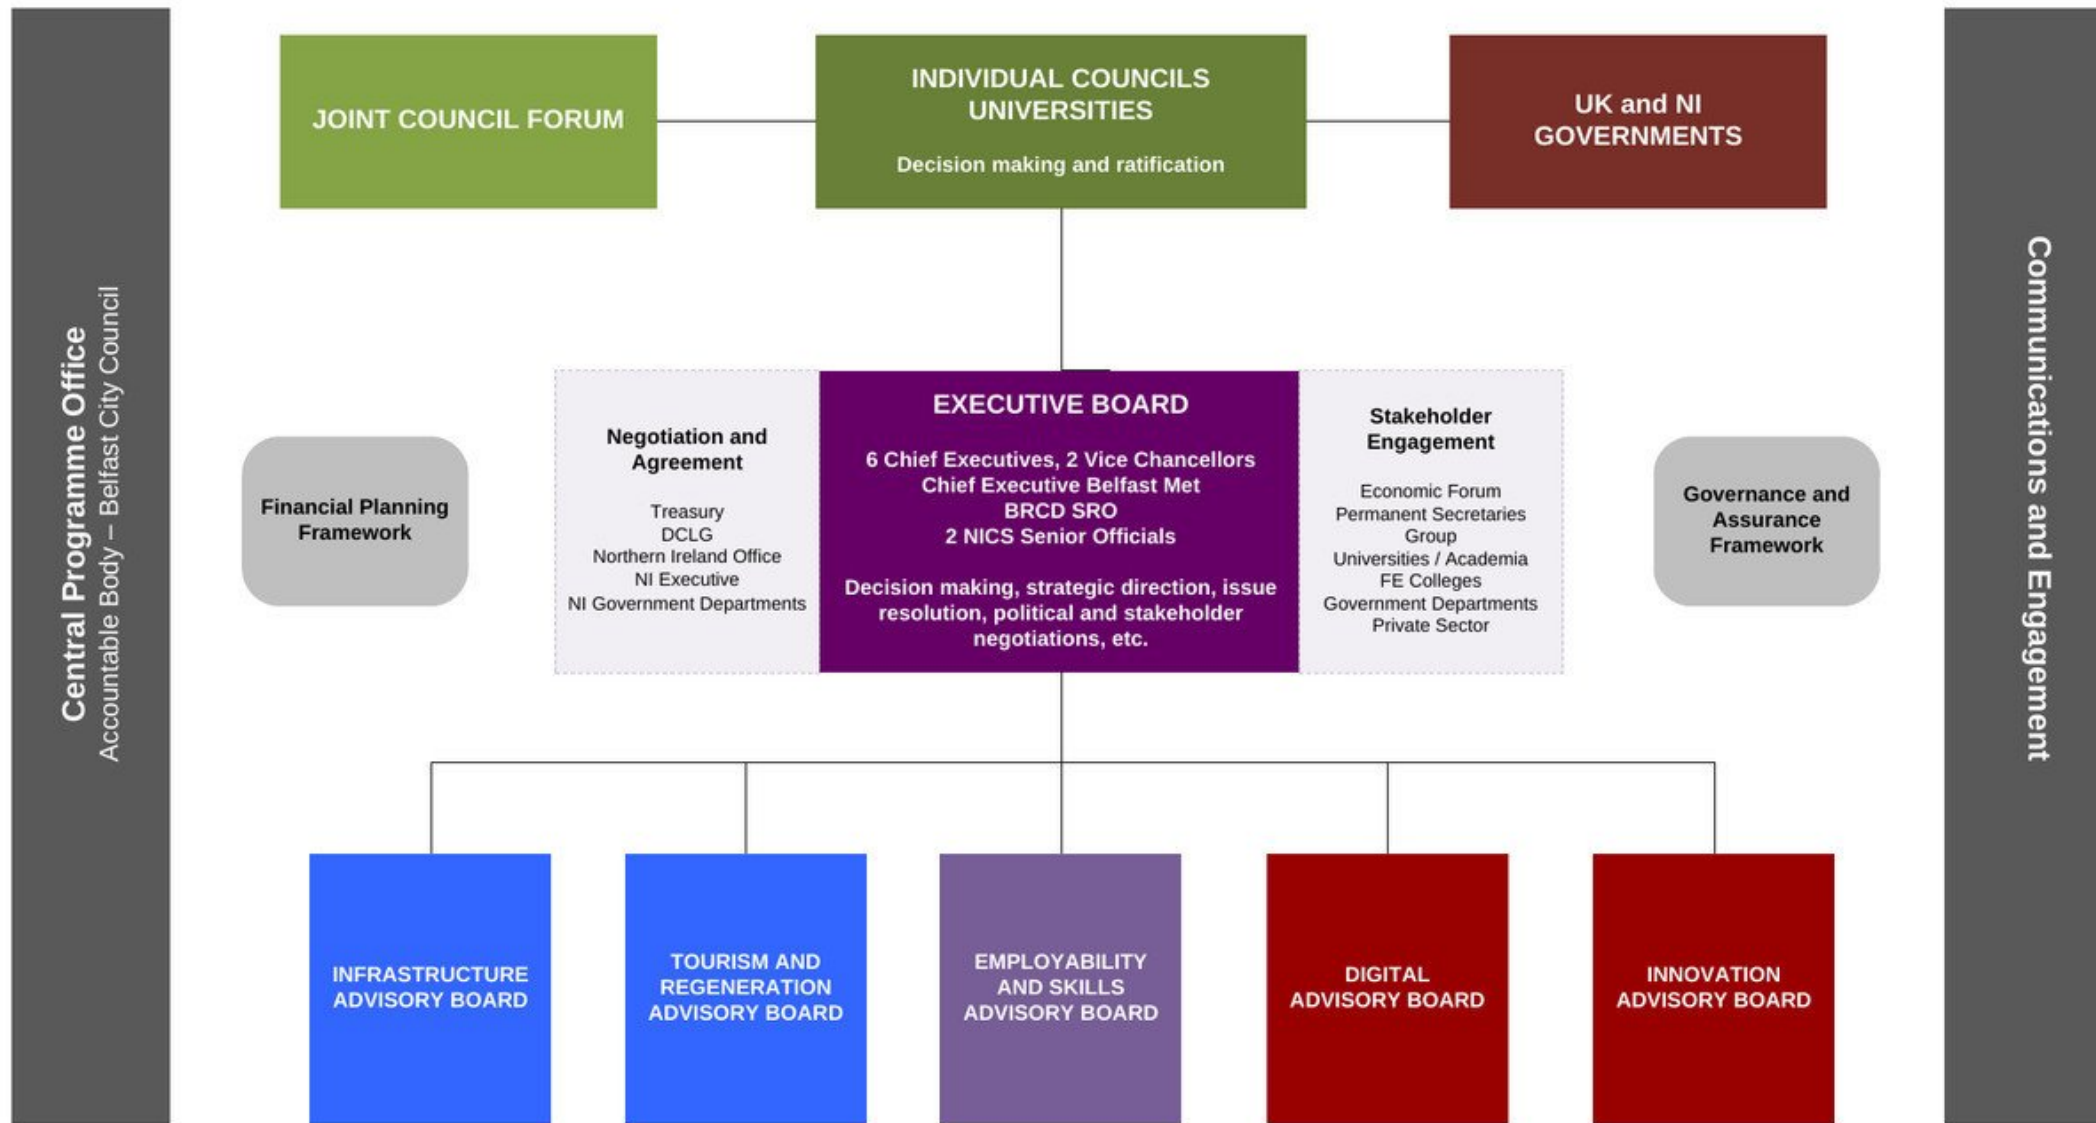 Central Programme Office
Accountable Body – Belfast City Council
JOINT COUNCIL FORUM
INDIVIDUAL COUNCILS
UNIVERSITIES
Decision making and ratification
UK and NI
GOVERNMENTS
Financial Planning
Framework
Negotiation and
Agreement
Treasury
DCLG
Northern Ireland Office
NI Executive
NI Government Departments
EXECUTIVE BOARD
6 Chief Executives, 2 Vice Chancellors
Chief Executive Belfast Met
BRCD SRO
2 NICS Senior Officials
Decision making, strategic direction, issue
resolution, political and stakeholder
negotiations, etc.
Stakeholder
Engagement
Economic Forum
Permanent Secretaries
Group
Universities / Academia
FE Colleges
Government Departments
Private Sector
Governance and
Assurance
Framework
INFRASTRUCTURE
ADVISORY BOARD
TOURISM AND
REGENERATION
ADVISORY BOARD
EMPLOYABILITY
AND SKILLS
ADVISORY BOARD
DIGITAL
ADVISORY BOARD
INNOVATION
ADVISORY BOARD
Communications and Engagement